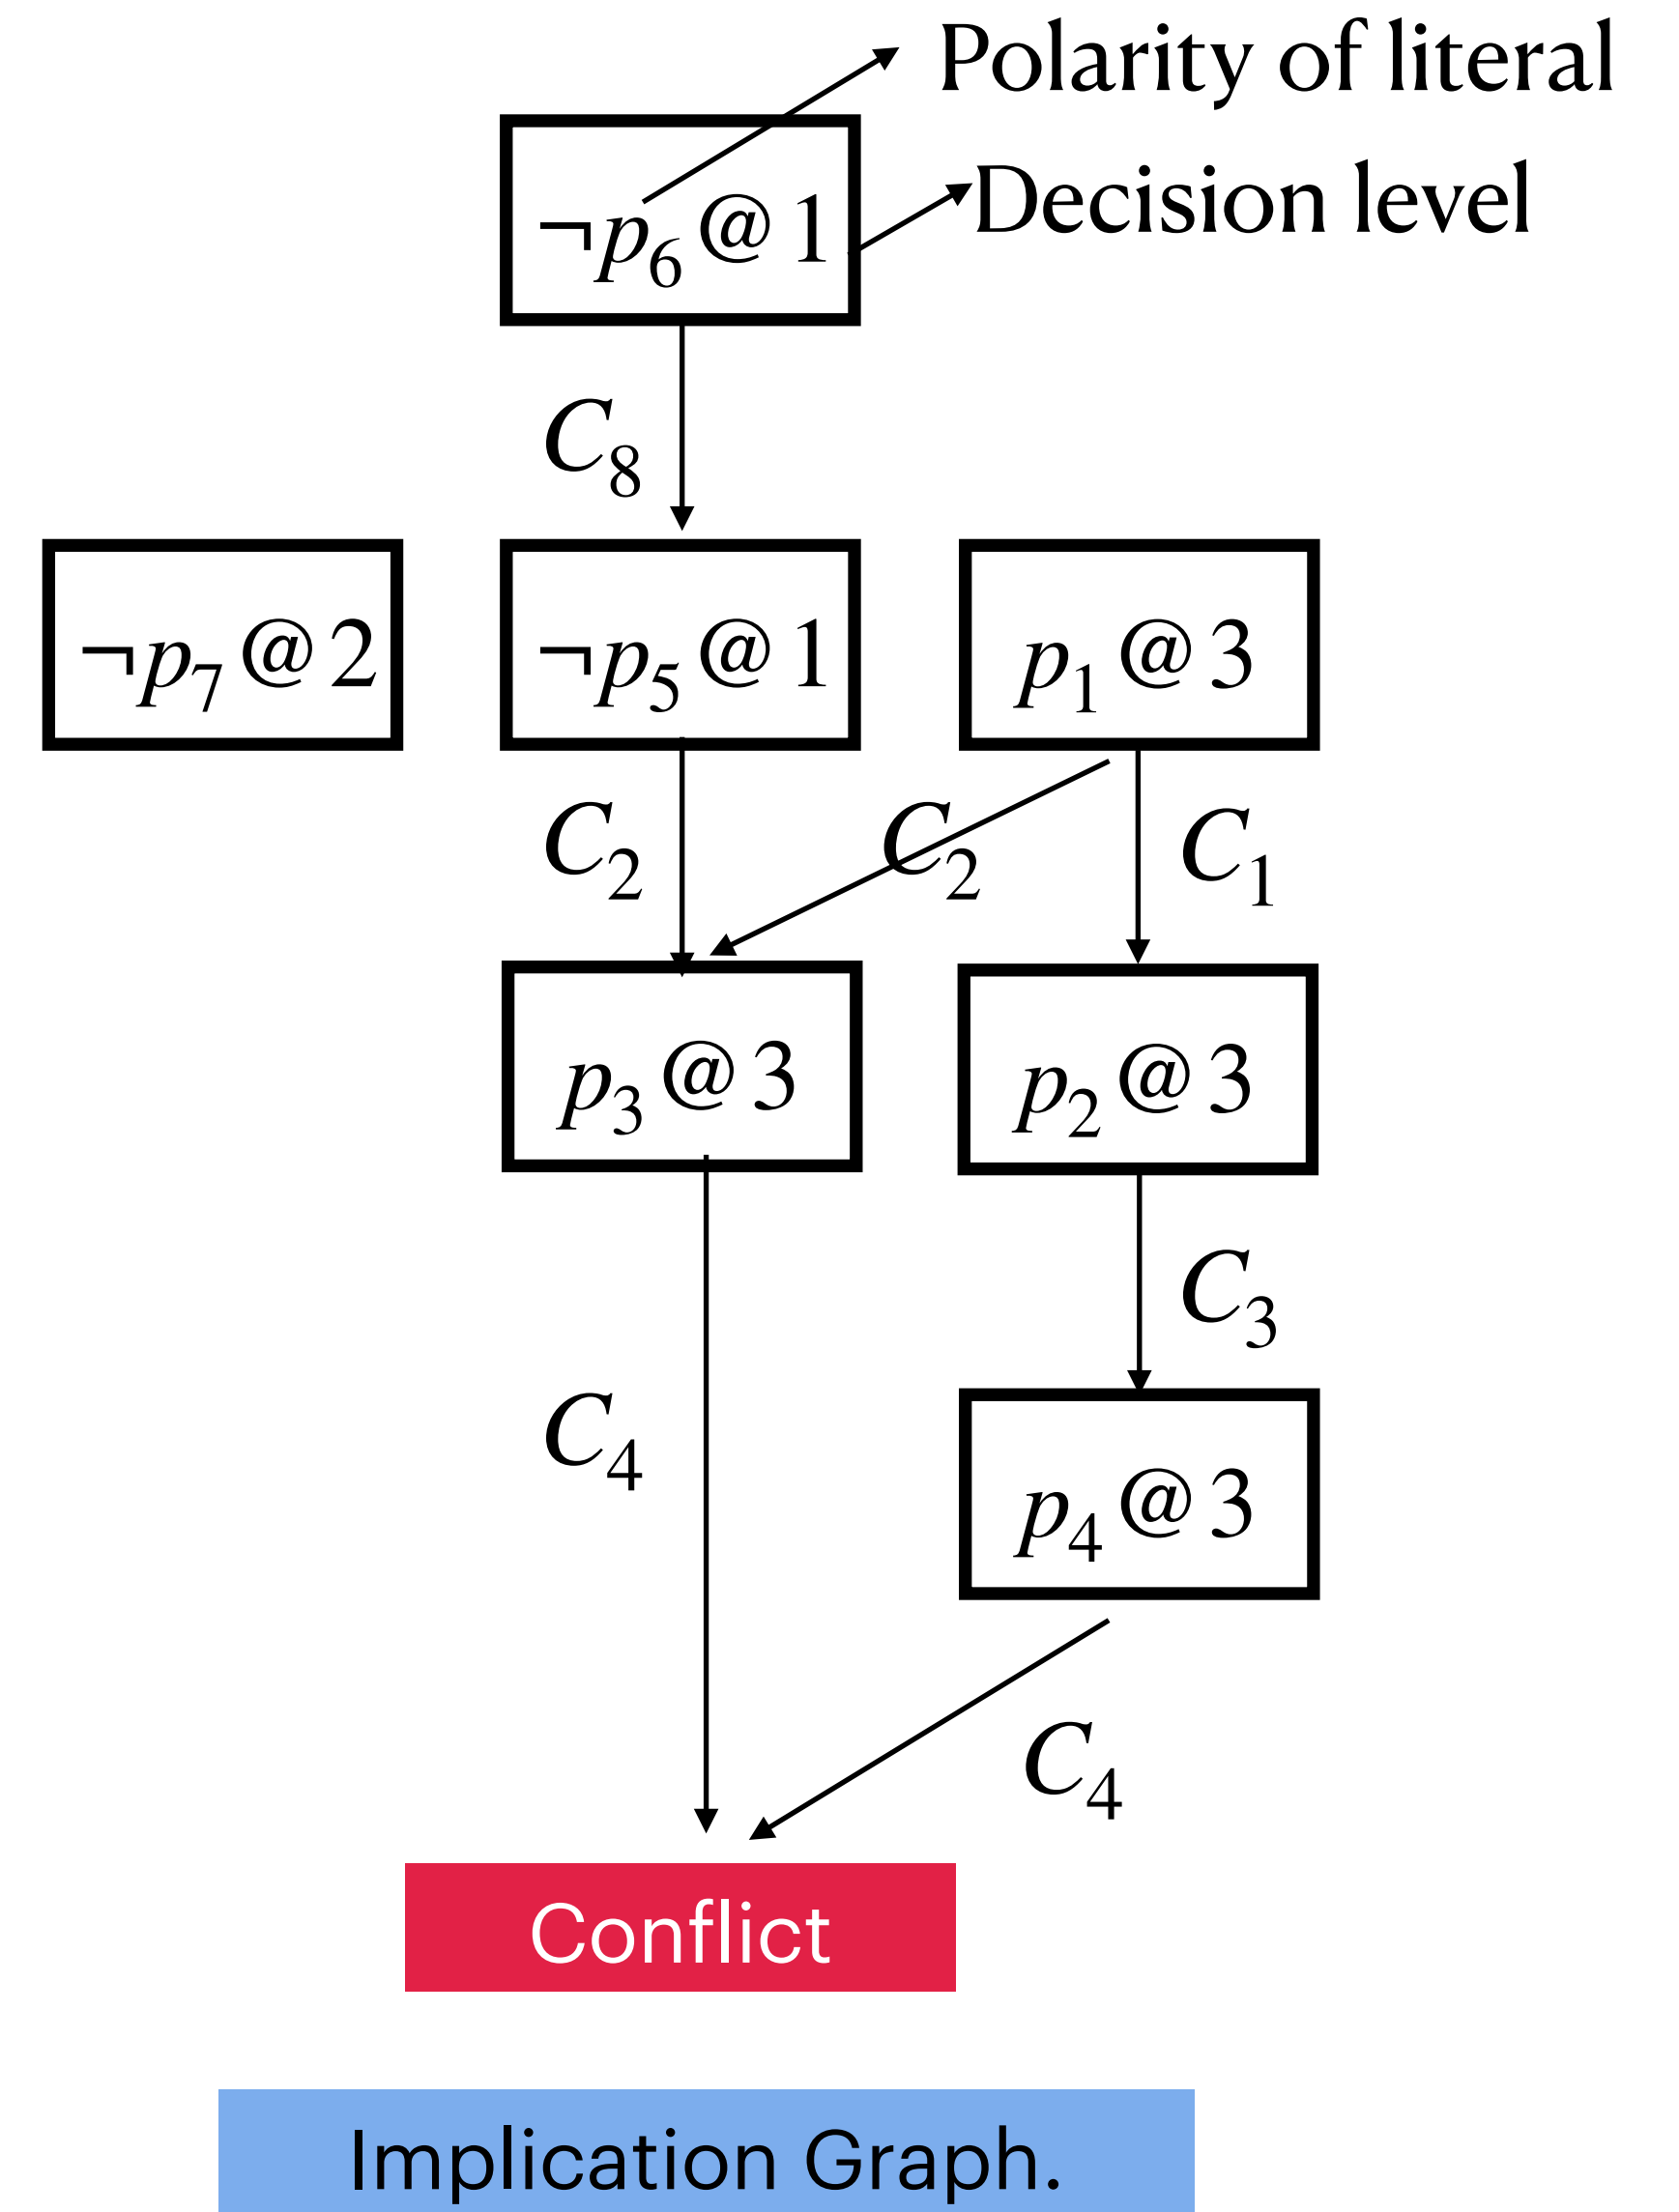 Polarity of literal
¬p₆@1
Decision level
C₈
¬p₇@2
¬p₅@1
p₁@3
C₂
C₂
C₁
p₃@3
p₂@3
C₃
C₄
p₄@3
C₄
Conflict
Implication Graph.